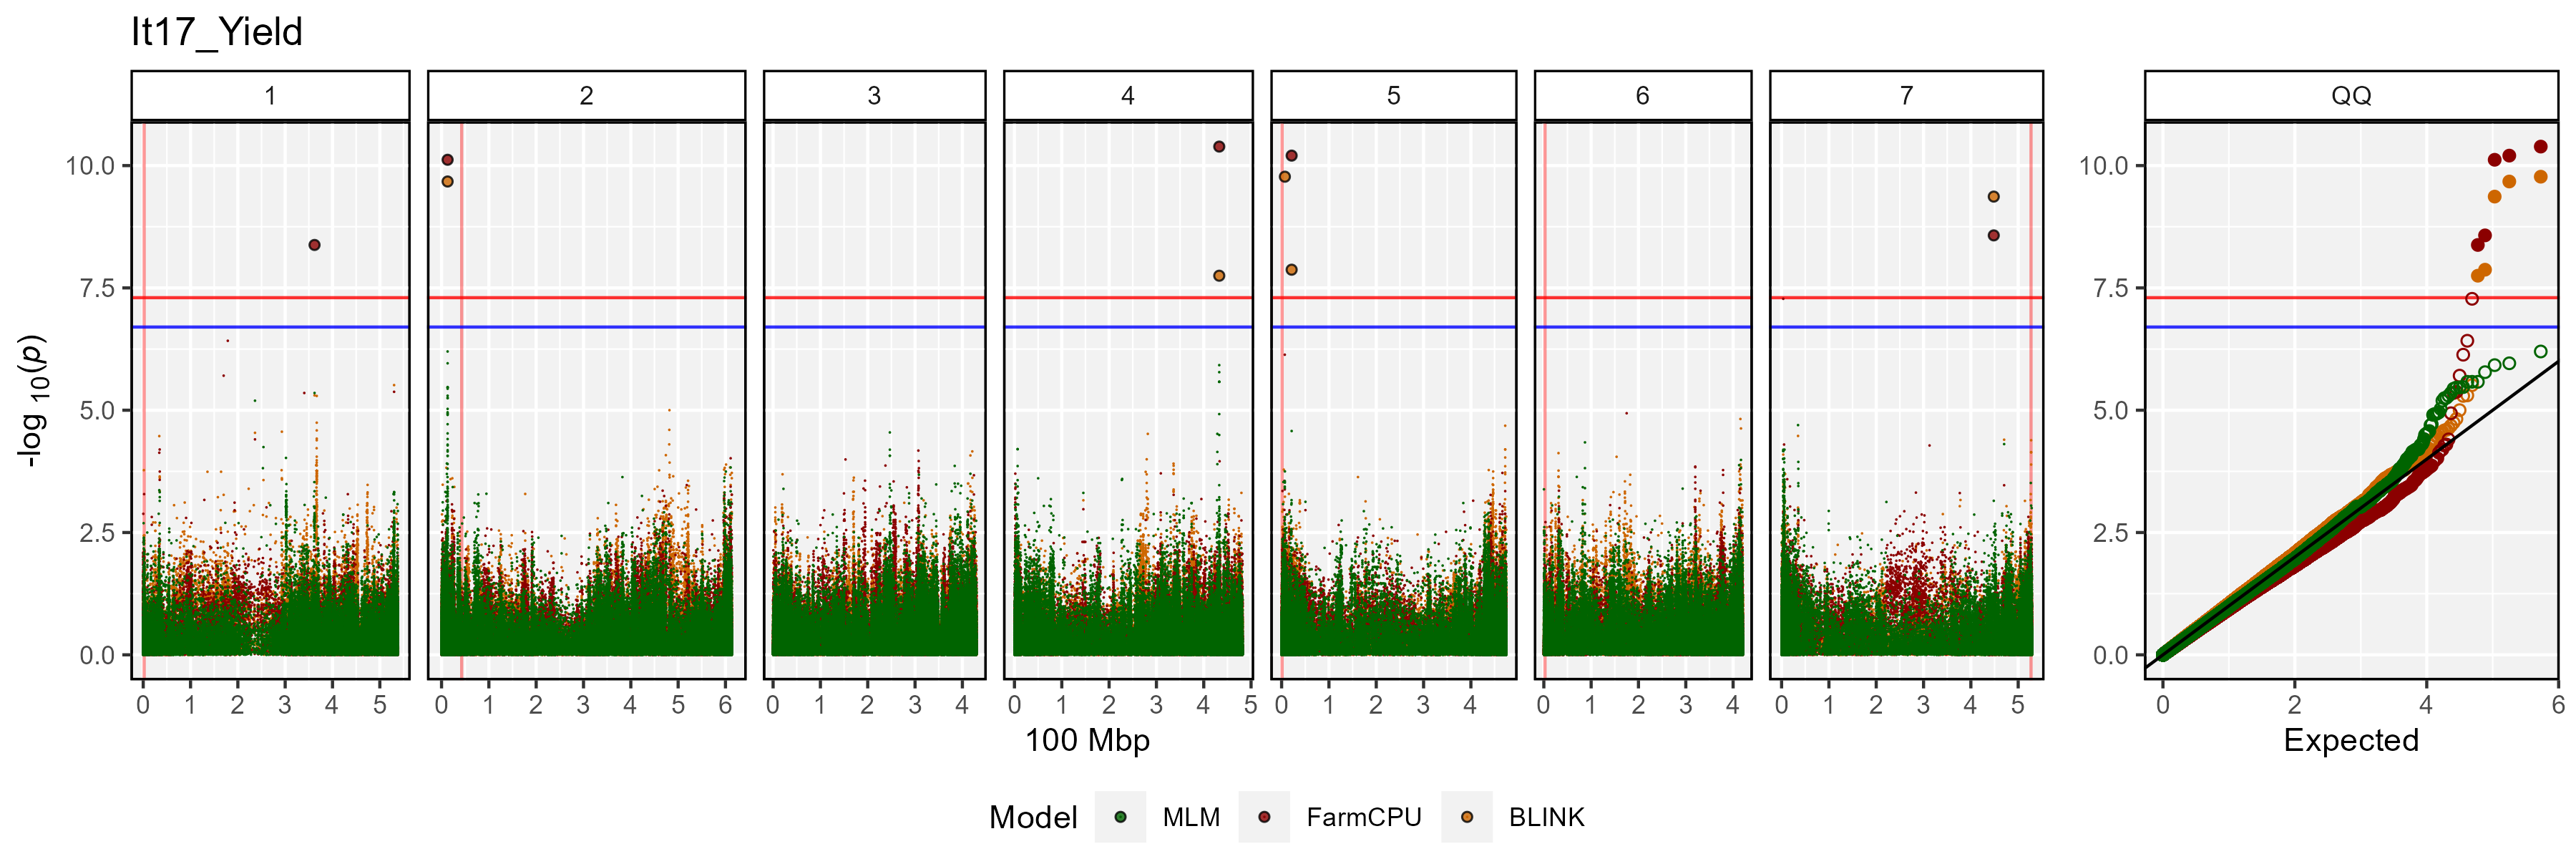 It17_Yield
1 2 3 4 5 6 7 QQ
10.0 10.0
7.5 7.5
5.0 5.0
2.5 2.5
0.0 0.0
-log 10(p)
0 1 2 3 4 5 0 1 2 3 4 5 6 0 1 2 3 4 0 1 2 3 4 5 0 1 2 3 4 0 1 2 3 4 0 1 2 3 4 5 0 2 4 6
100 Mbp Expected
Model MLM FarmCPU BLINK